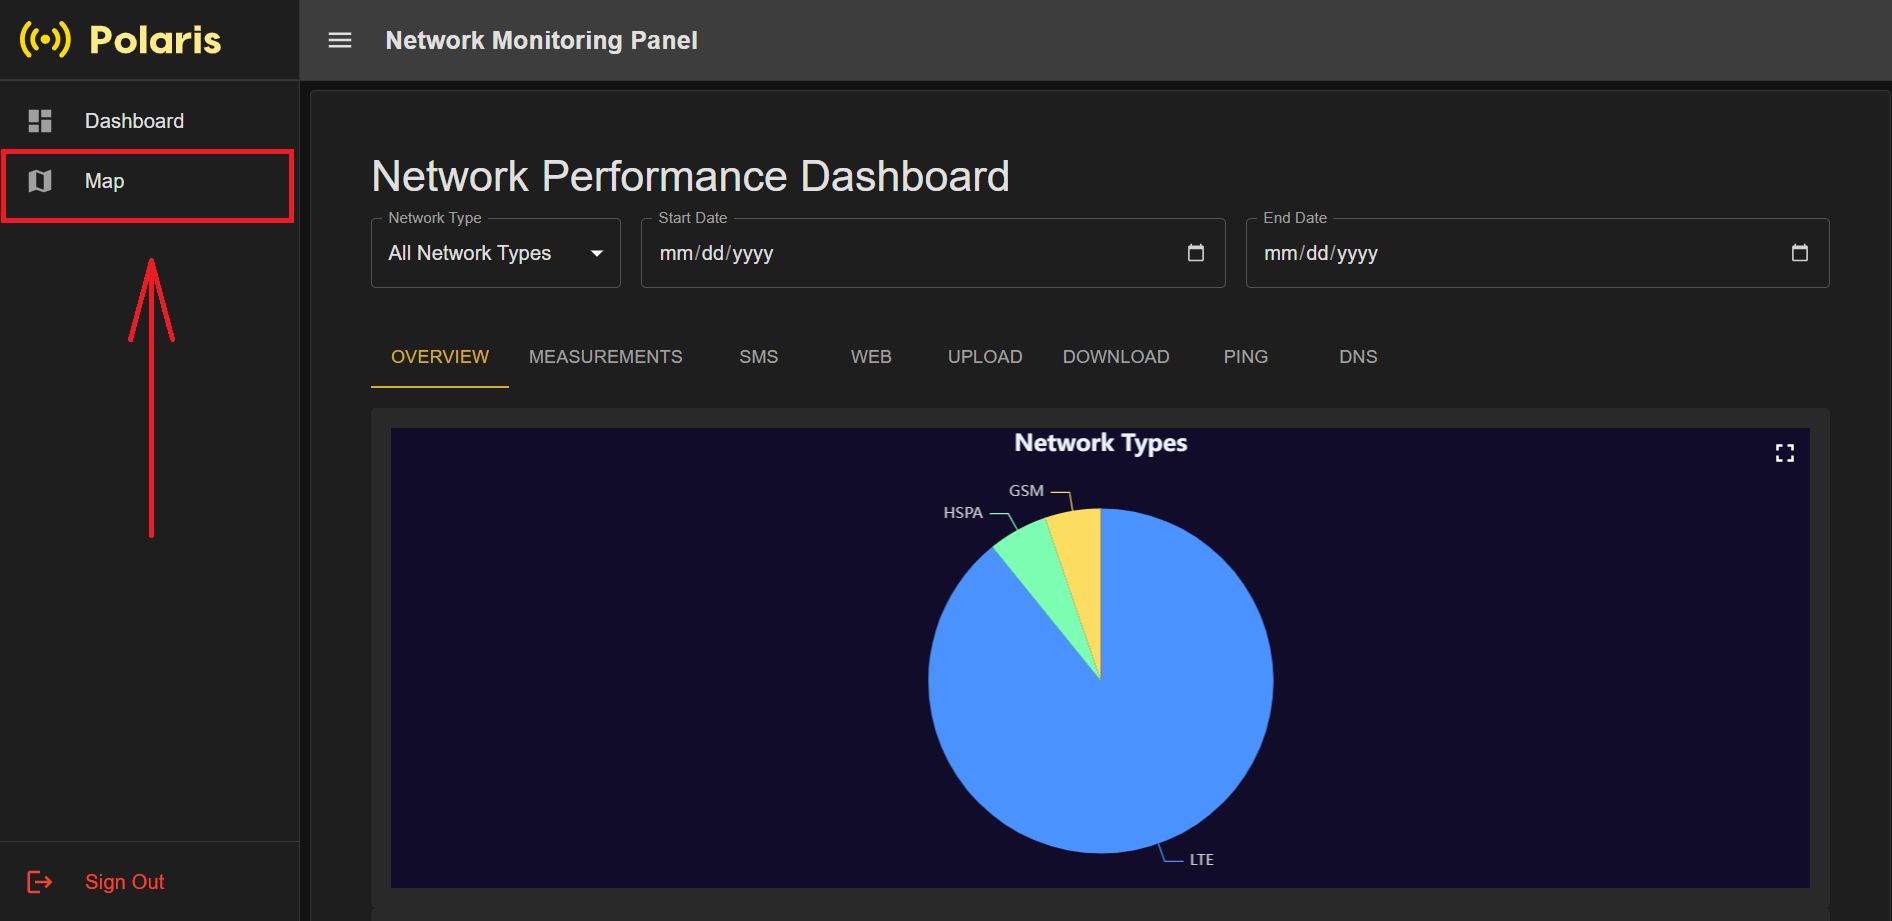 Polaris
Network Monitoring Panel
Dashboard
Map
Sign Out
Network Performance Dashboard
Network Type
All Network Types
Start Date
mm/dd/yyyy
End Date
mm/dd/yyyy
OVERVIEW MEASUREMENTS SMS WEB UPLOAD DOWNLOAD PING DNS
Network Types
GSM
HSPA
LTE